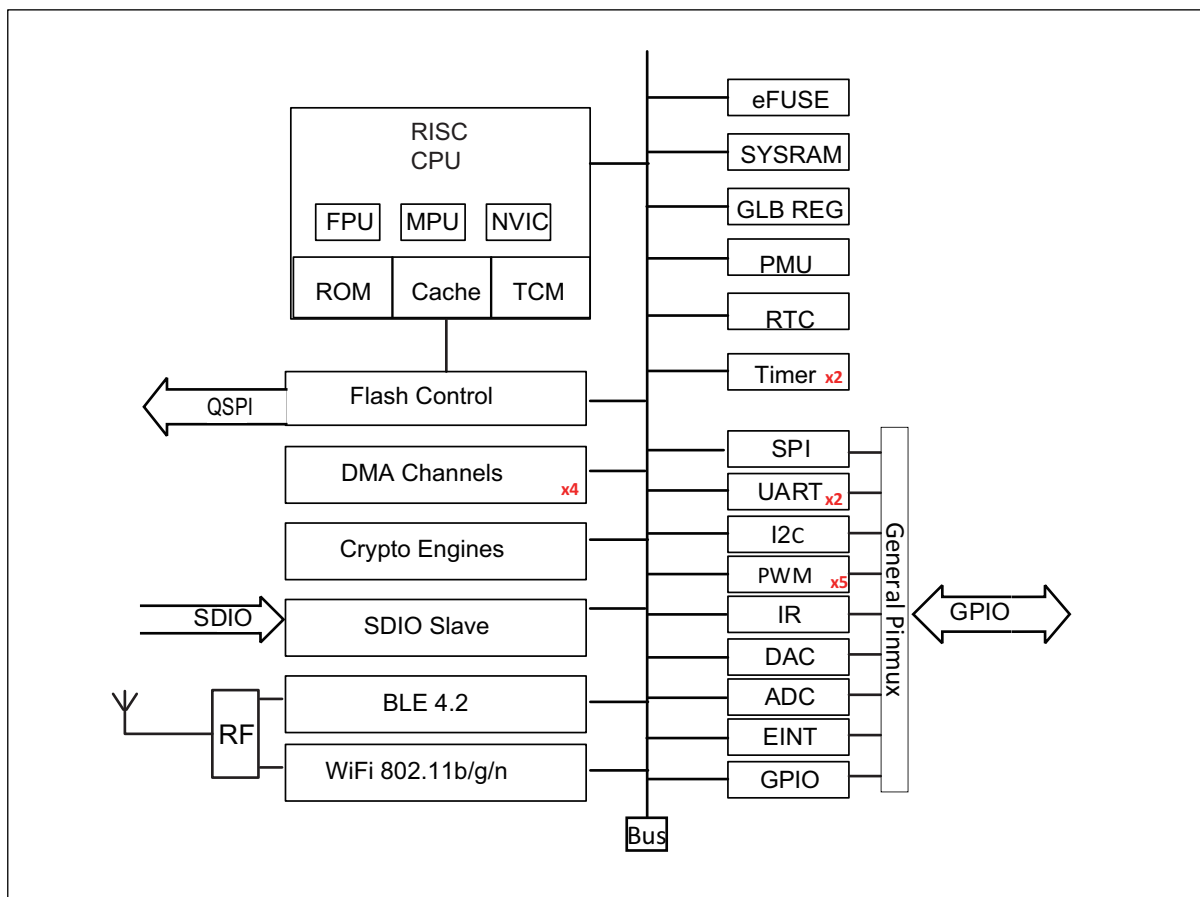 RISC
CPU
FPU
MPU
NVIC
ROM
Cache
TCM
QSPI
Flash Control
DMA Channels
x4
Crypto Engines
SDIO
SDIO Slave
RF
BLE 4.2
WiFi 802.11b/g/n
Bus
eFUSE
SYSRAM
GLB REG
PMU
RTC
Timer x2
SPI
UART x2
I2C
PWM x5
IR
DAC
ADC
EINT
GPIO
General Pinmux
GPIO